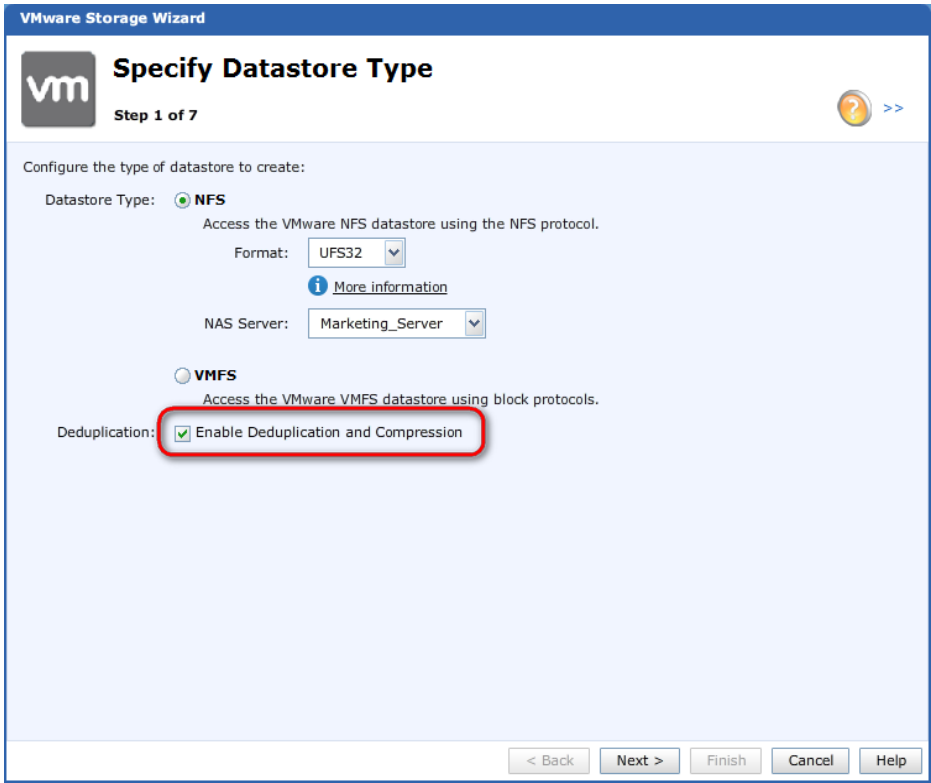 VMware Storage Wizard
vm
Specify Datastore Type
Step 1 of 7
? >>
Configure the type of datastore to create:
Datastore Type: NFS
Access the VMware NFS datastore using the NFS protocol.
Format: UFS32
i More information
NAS Server: Marketing_Server
VMFS
Access the VMware VMFS datastore using block protocols.
Deduplication: Enable Deduplication and Compression
< Back Next > Finish Cancel Help